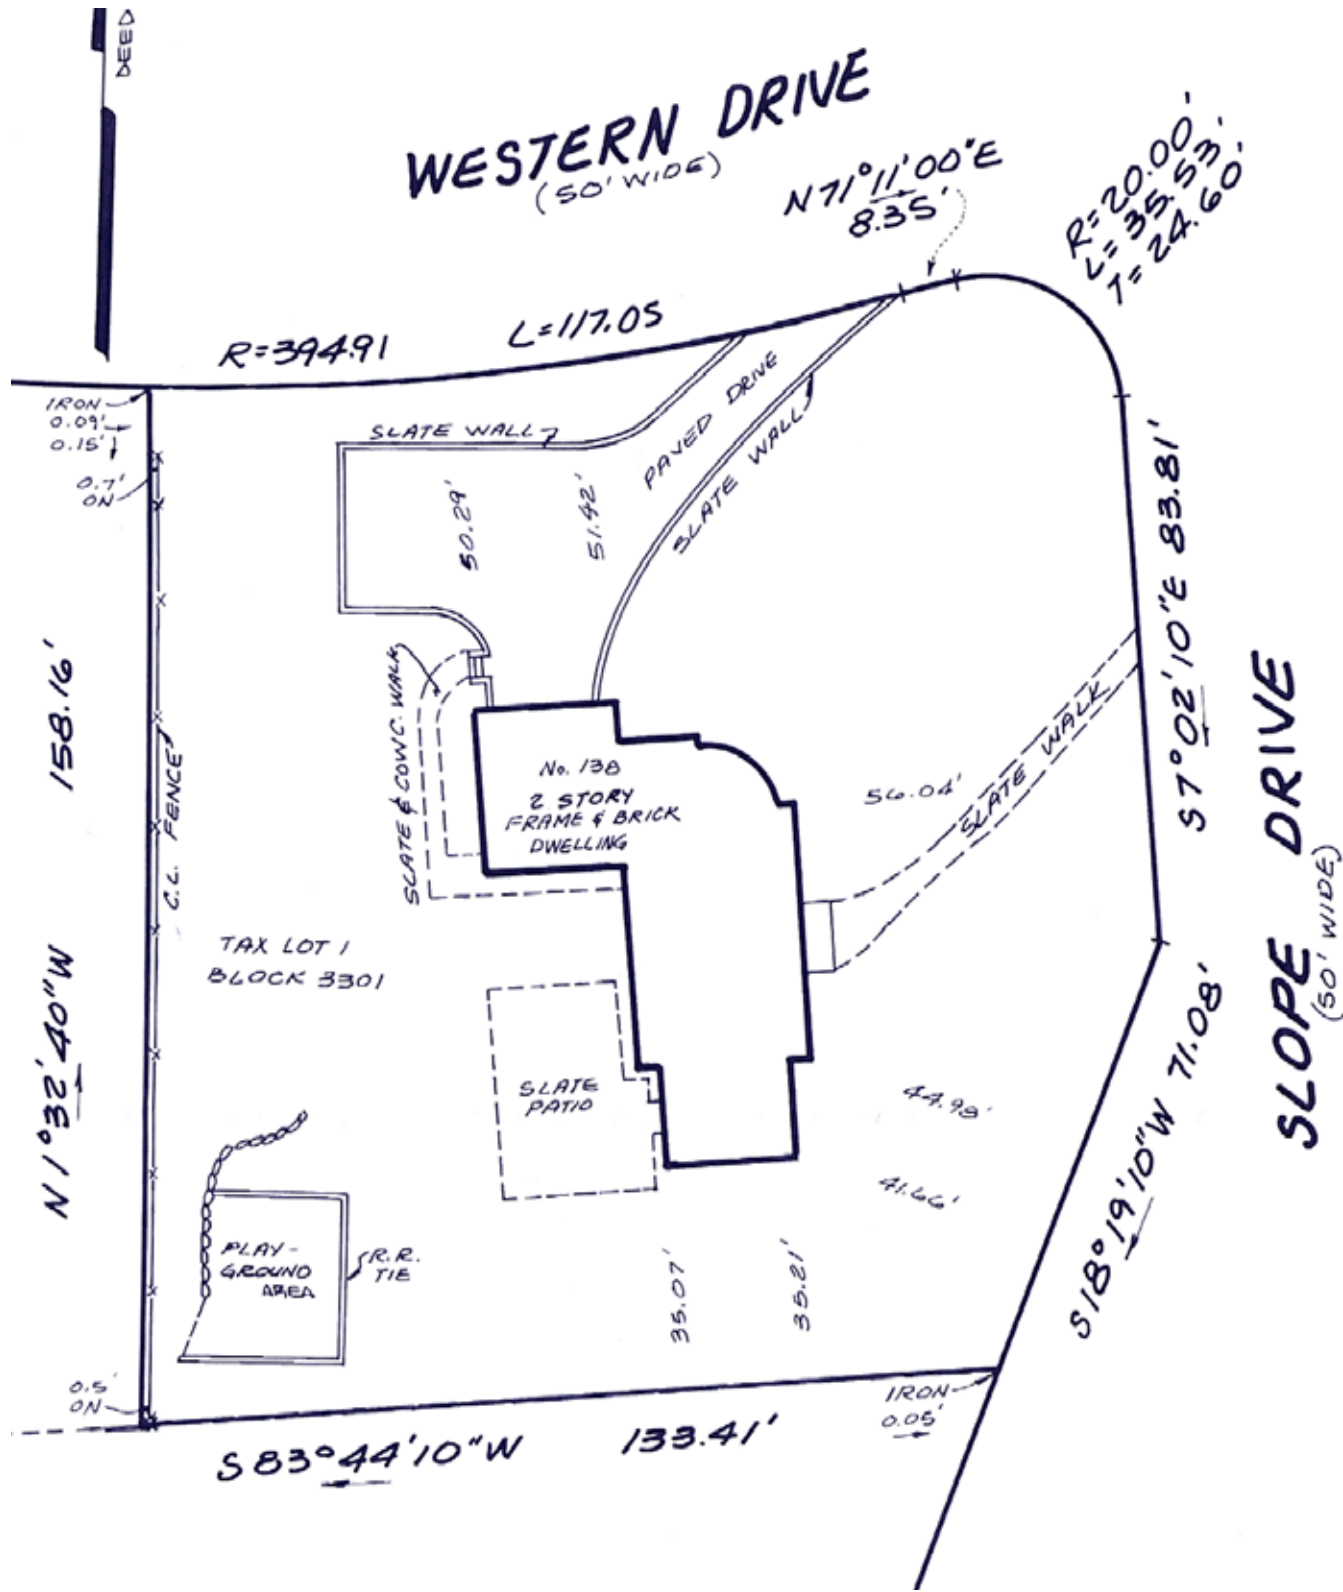 DEED
WESTERN DRIVE
(50' WIDE)
N 71° 11' 00" E
8.35'
R= 20.00'
L= 35.53'
T= 24.60'
R=394.91
L=117.05
IRON
0.09'
0.15'
0.7'
ON
SLATE WALL
PAVED DRIVE
SLATE WALL
50.29'
51.42'
S 7° 02' 10" E 83.81'
158.16'
N 1° 32' 40" W
C.L. FENCE
SLATE & CONC. WALK
No. 138
2 STORY
FRAME & BRICK
DWELLING
56.04'
SLATE WALK
SLOPE DRIVE
(50' WIDE)
TAX LOT 1
BLOCK 3301
SLATE
PATIO
44.98'
41.66'
S 18° 19' 10" W 71.08'
PLAY-
GROUND
AREA
R.R.
TIE
35.07'
35.21'
0.5'
ON
IRON
0.05'
S 83° 44' 10" W 133.41'